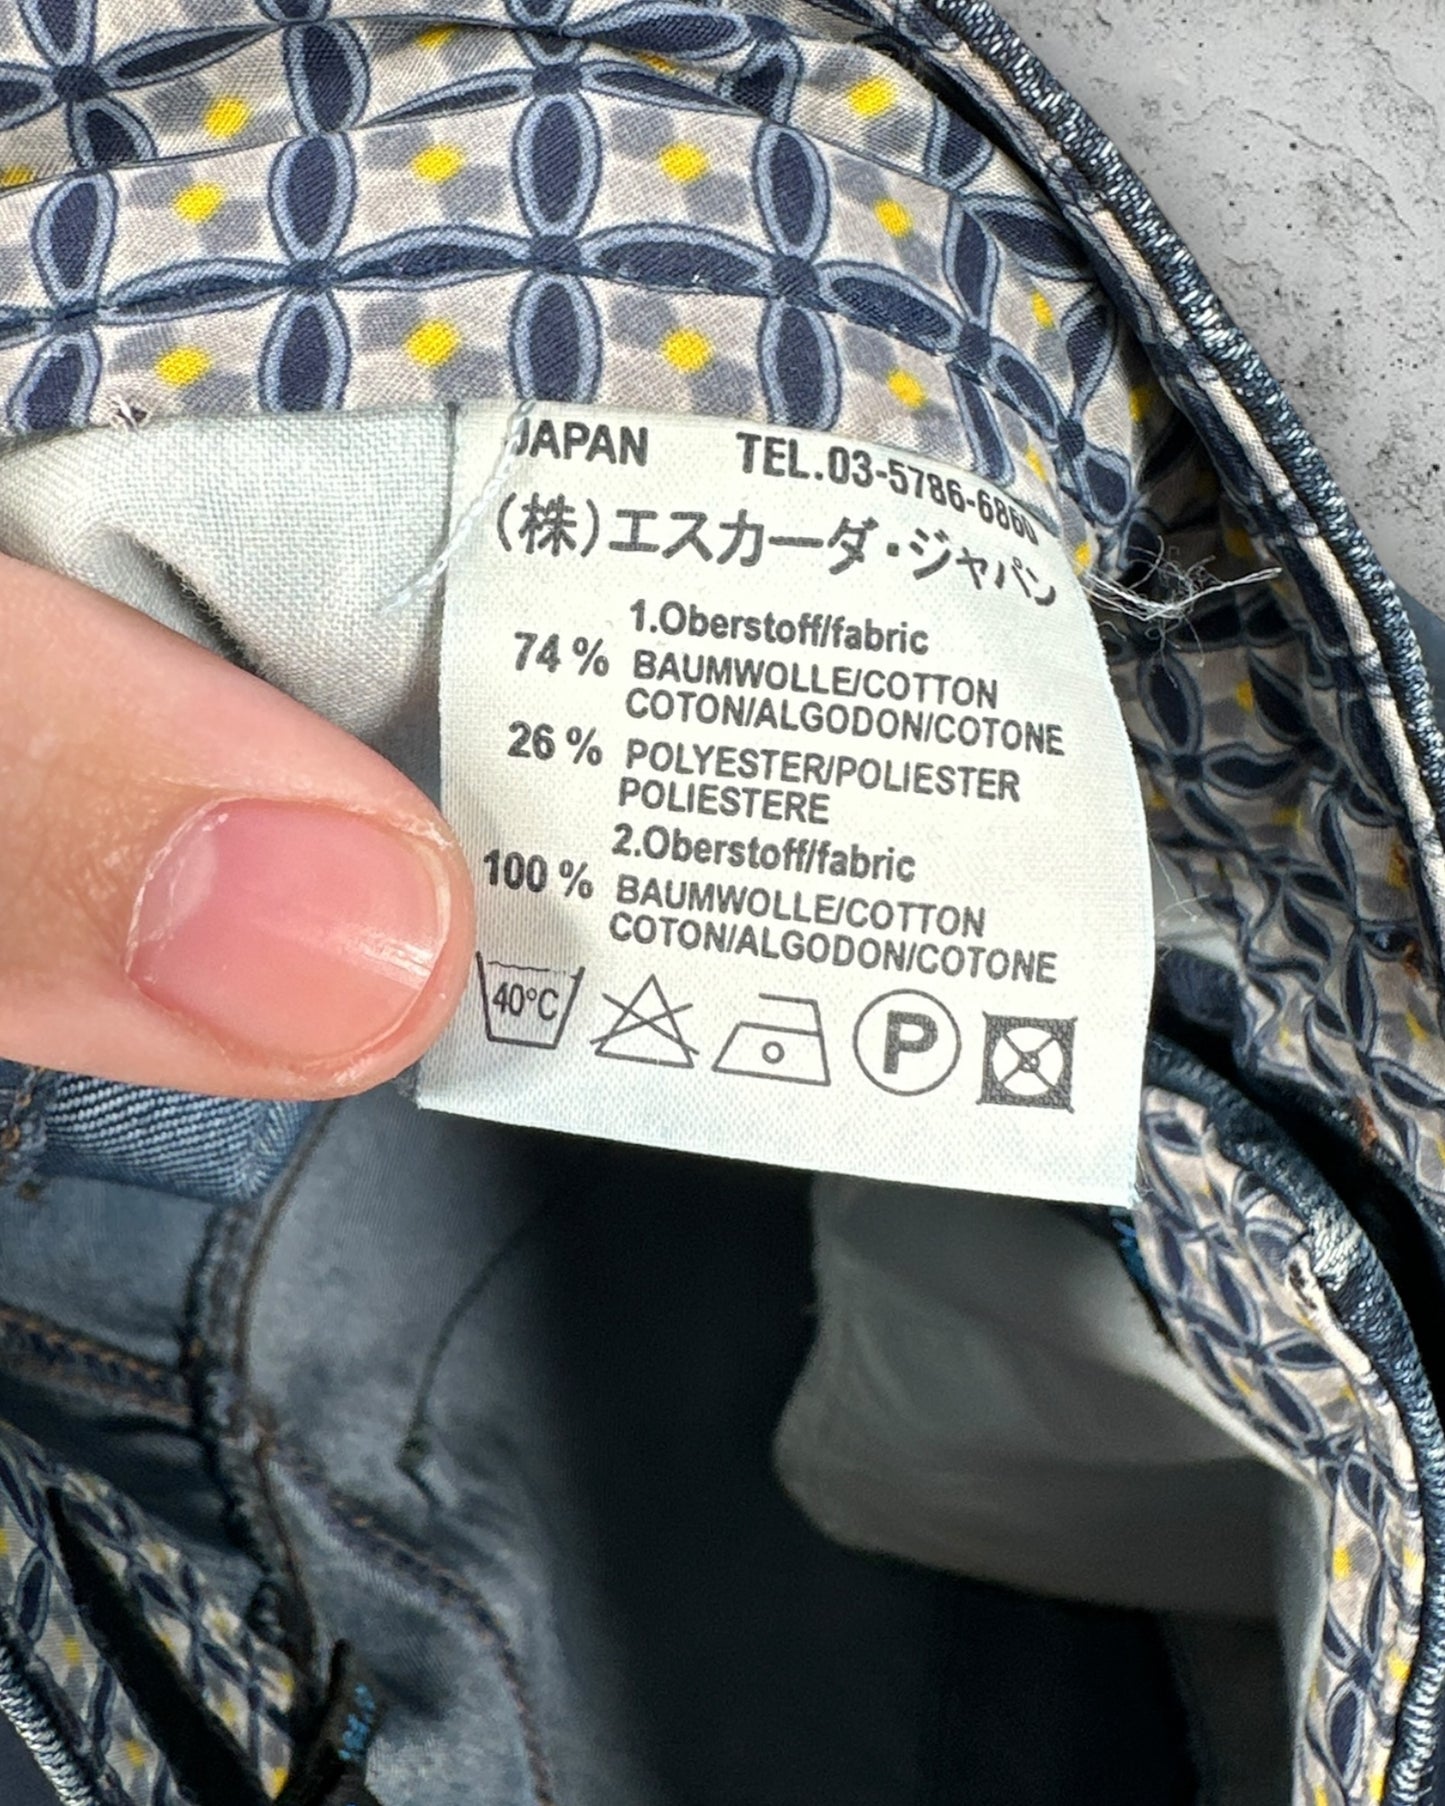 JAPAN TEL.03-5786-6860
(株)エスカーダ・ジャパン
1.Oberstoff/fabric
74 % BAUMWOLLE/COTTON
COTON/ALGODON/COTONE
26 % POLYESTER/POLIESTER
POLIESTERE
2.Oberstoff/fabric
100 % BAUMWOLLE/COTTON
COTON/ALGODON/COTONE
40°C P